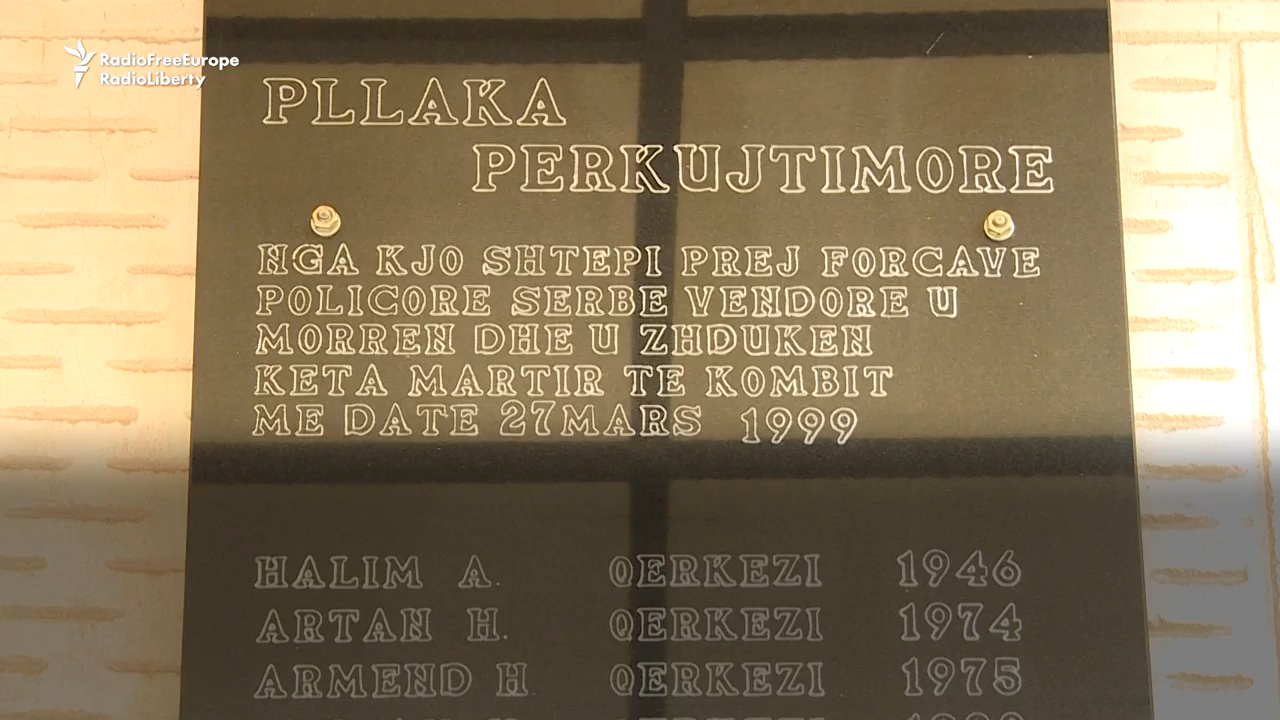 RadioFreeEurope
RadioLiberty
PLLAKA
PERKUJTIMORE
NGA KJO SHTEPI PREJ FORCAVE
POLICORE SERBE VENDORE U
MORREN DHE U ZHDUKEN
KETA MARTIR TE KOMBIT
ME DATE 27MARS 1999
HALIM A. QERKEZI 1946
ARTAN H. QERKEZI 1974
ARMEND H QERKEZI 1975